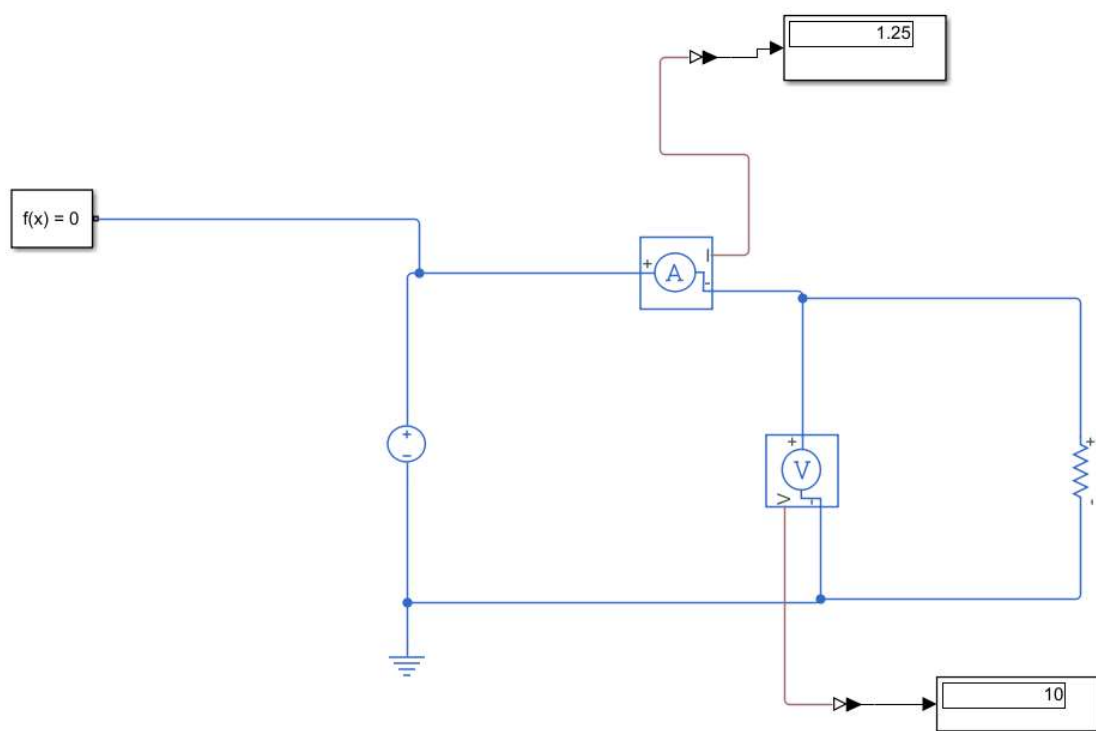 1.25
f(x) = 0
+
A
I
-
+
-
+
V
V
-
+
-
10